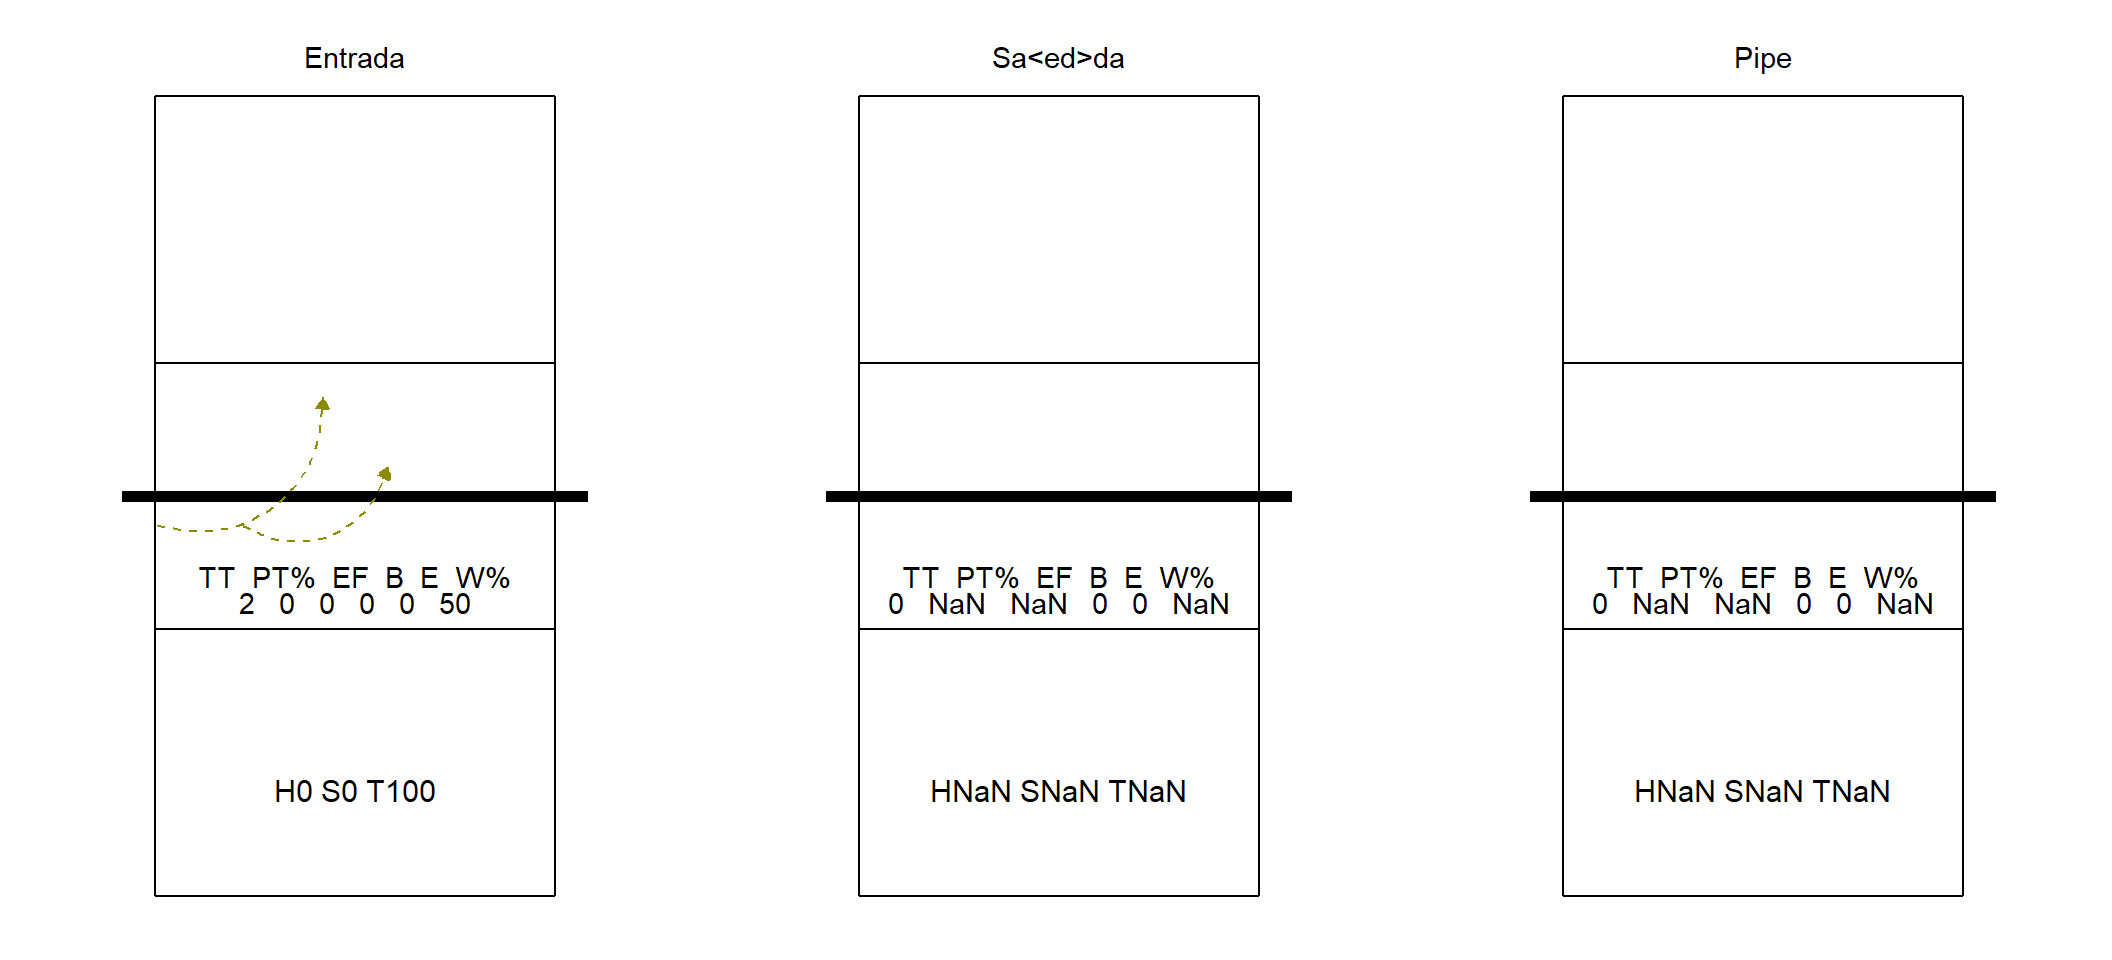 Entrada
TT PT% EF B E W%
2 0 0 0 0 50
H0 S0 T100
Sa<ed>da
TT PT% EF B E W%
0 NaN NaN 0 0 NaN
HNaN SNaN TNaN
Pipe
TT PT% EF B E W%
0 NaN NaN 0 0 NaN
HNaN SNaN TNaN